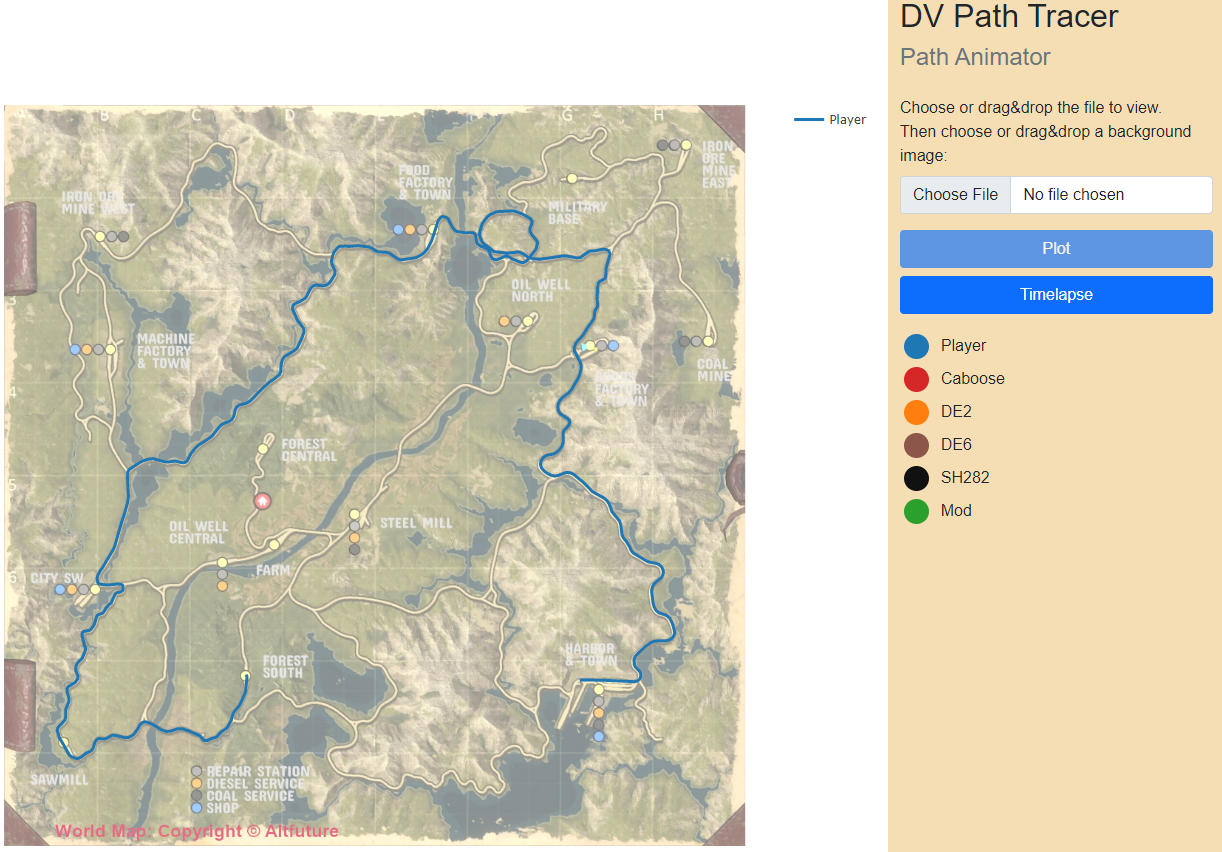 DV Path Tracer
Path Animator
Choose or drag&drop the file to view.
Then choose or drag&drop a background
image:
Choose File
No file chosen
Plot
Timelapse
Player
Caboose
DE2
DE6
SH282
Mod
Player
B
C
D
G
H
3
4
5
6
IRON ORE
MINE WEST
FOOD
FACTORY
& TOWN
MILITARY
BASE
IRON
ORE
MINE
EAST
OIL WELL
NORTH
MACHINE
FACTORY
& TOWN
COAL
MINE
FACTORY
& TOWN
FOREST
CENTRAL
OIL WELL
CENTRAL
STEEL MILL
FARM
CITY SW
HARBOR
& TOWN
FOREST
SOUTH
SAWMILL
REPAIR STATION
DIESEL SERVICE
COAL SERVICE
SHOP
World Map: Copyright © Altfuture